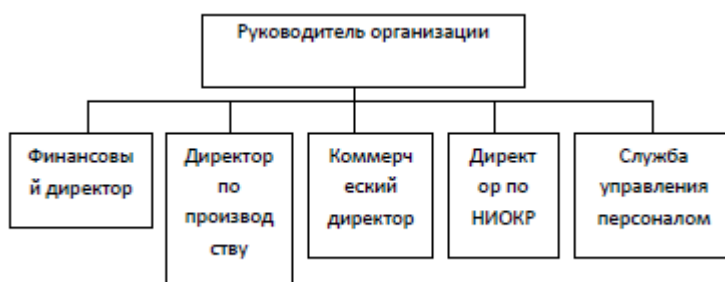 Руководитель организации
Финансовы
й директор
Директор
по
производ
ству
Коммерч
еский
директор
Директ
ор по
НИОКР
Служба
управления
персоналом